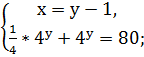 x = y − 1,
1/4 * 4^y + 4^y = 80;